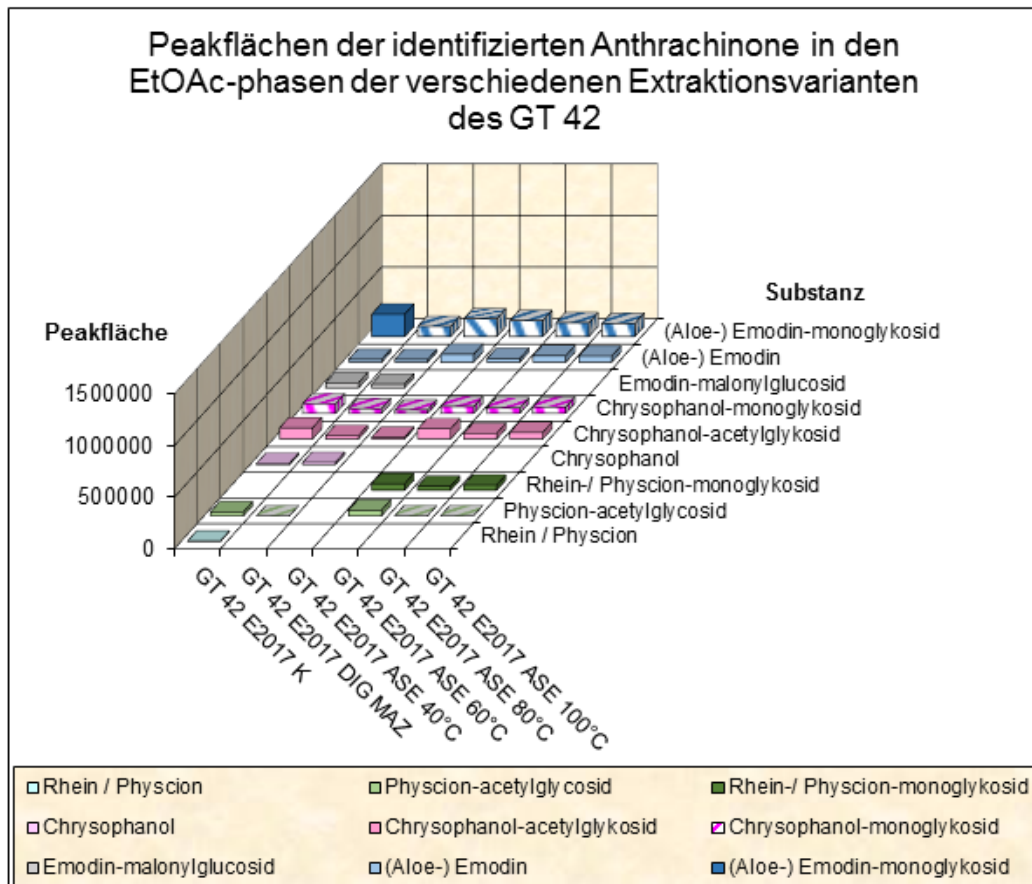 Peakflächen der identifizierten Anthrachinone in den
EtOAc-phasen der verschiedenen Extraktionsvarianten
des GT 42
Substanz
Peakfläche
(Aloe-) Emodin-monoglykosid
(Aloe-) Emodin
Emodin-malonylglucosid
Chrysophanol-monoglykosid
Chrysophanol-acetylglykosid
Chrysophanol
Rhein-/ Physcion-monoglykosid
Physcion-acetylglycosid
Rhein / Physcion
1500000
1000000
500000
0
GT 42 E2017 K
GT 42 E2017 DIG MAZ
GT 42 E2017 ASE 40°C
GT 42 E2017 ASE 60°C
GT 42 E2017 ASE 80°C
GT 42 E2017 ASE 100°C
Rhein / Physcion
Physcion-acetylglycosid
Rhein-/ Physcion-monoglykosid
Chrysophanol
Chrysophanol-acetylglykosid
Chrysophanol-monoglykosid
Emodin-malonylglucosid
(Aloe-) Emodin
(Aloe-) Emodin-monoglykosid